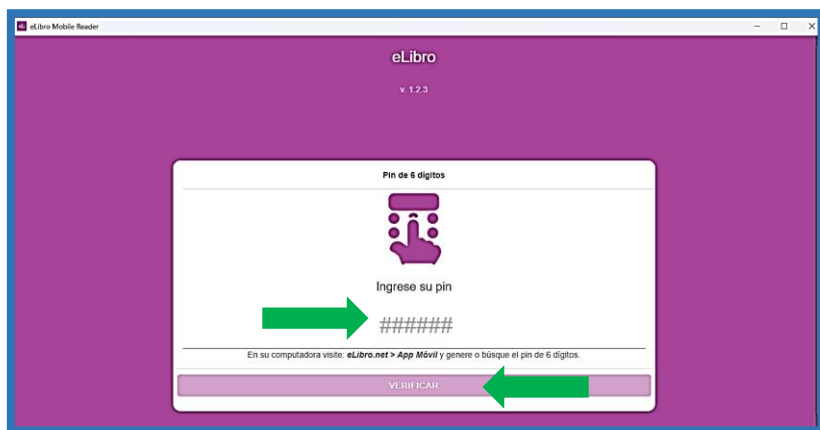 eLibro Mobile Reader
eLibro
v. 1.2.3
Pin de 6 dígitos
Ingrese su pin
######
En su computadora visite: eLibro.net > App Móvil y genere o búsque el pin de 6 dígitos.
VERIFICAR